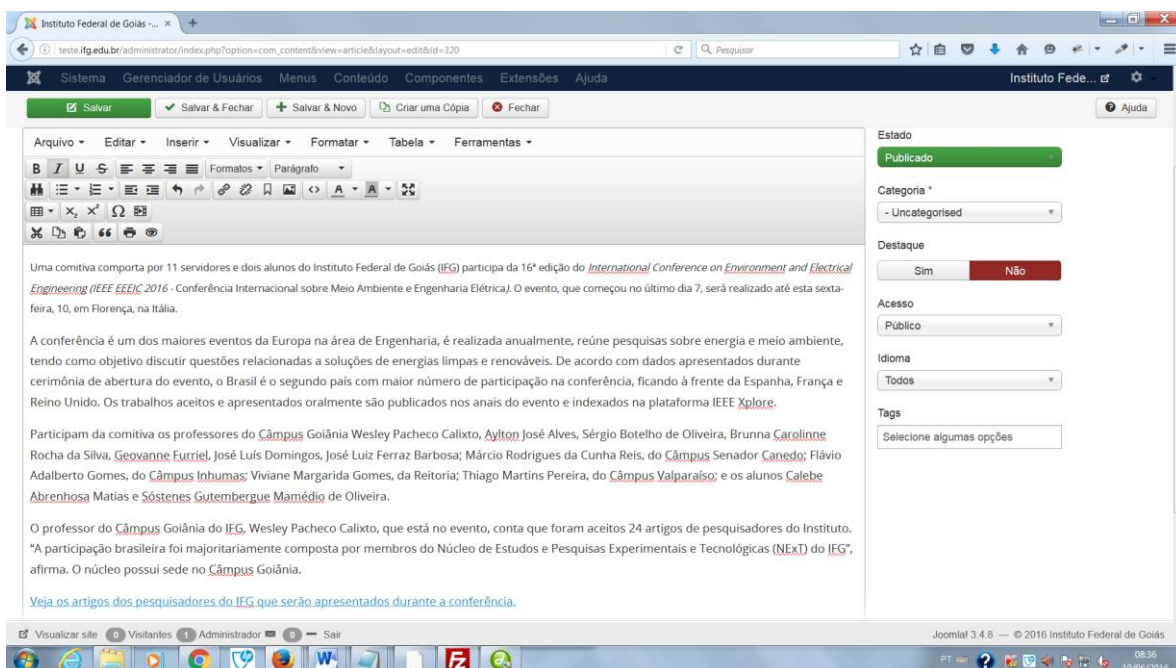 Instituto Federal de Goiás -...
teste.ifg.edu.br/administrator/index.php?option=com_content&view=article&layout=edit&id=320
Pesquisar
Sistema Gerenciador de Usuários Menus Conteúdo Componentes Extensões Ajuda
Instituto Fede...
Salvar
Salvar & Fechar
Salvar & Novo
Criar uma Cópia
Fechar
Ajuda
Arquivo Editar Inserir Visualizar Formatar Tabela Ferramentas
B I U S Formatos Parágrafo
A A
Uma comitiva comporta por 11 servidores e dois alunos do Instituto Federal de Goiás (IFG) participa da 16ª edição do International Conference on Environment and Electrical
Engineering (IEEE EEEIC 2016 - Conferência Internacional sobre Meio Ambiente e Engenharia Elétrica). O evento, que começou no último dia 7, será realizado até esta sexta-
feira, 10, em Florença, na Itália.
A conferência é um dos maiores eventos da Europa na área de Engenharia, é realizada anualmente, reúne pesquisas sobre energia e meio ambiente,
tendo como objetivo discutir questões relacionadas a soluções de energias limpas e renováveis. De acordo com dados apresentados durante
cerimônia de abertura do evento, o Brasil é o segundo país com maior número de participação na conferência, ficando à frente da Espanha, França e
Reino Unido. Os trabalhos aceitos e apresentados oralmente são publicados nos anais do evento e indexados na plataforma IEEE Xplore.
Participam da comitiva os professores do Câmpus Goiânia Wesley Pacheco Calixto, Aylton José Alves, Sérgio Botelho de Oliveira, Brunna Carolinne
Rocha da Silva, Geovanne Furriel, José Luís Domingos, José Luiz Ferraz Barbosa; Márcio Rodrigues da Cunha Reis, do Câmpus Senador Canedo; Flávio
Adalberto Gomes, do Câmpus Inhumas; Viviane Margarida Gomes, da Reitoria; Thiago Martins Pereira, do Câmpus Valparaíso; e os alunos Calebe
Abrenhosa Matias e Sóstenes Gutembergue Mamédio de Oliveira.
O professor do Câmpus Goiânia do IFG, Wesley Pacheco Calixto, que está no evento, conta que foram aceitos 24 artigos de pesquisadores do Instituto.
“A participação brasileira foi majoritariamente composta por membros do Núcleo de Estudos e Pesquisas Experimentais e Tecnológicas (NExT) do IFG”,
afirma. O núcleo possui sede no Câmpus Goiânia.
Veja os artigos dos pesquisadores do IFG que serão apresentados durante a conferência.
Estado
Publicado
Categoria *
- Uncategorised
Destaque
Sim Não
Acesso
Público
Idioma
Todos
Tags
Selecione algumas opções
Visualizar site 0 Visitantes 1 Administrador 0 Sair
Joomla! 3.4.8 — © 2016 Instituto Federal de Goiás
PT
08:36